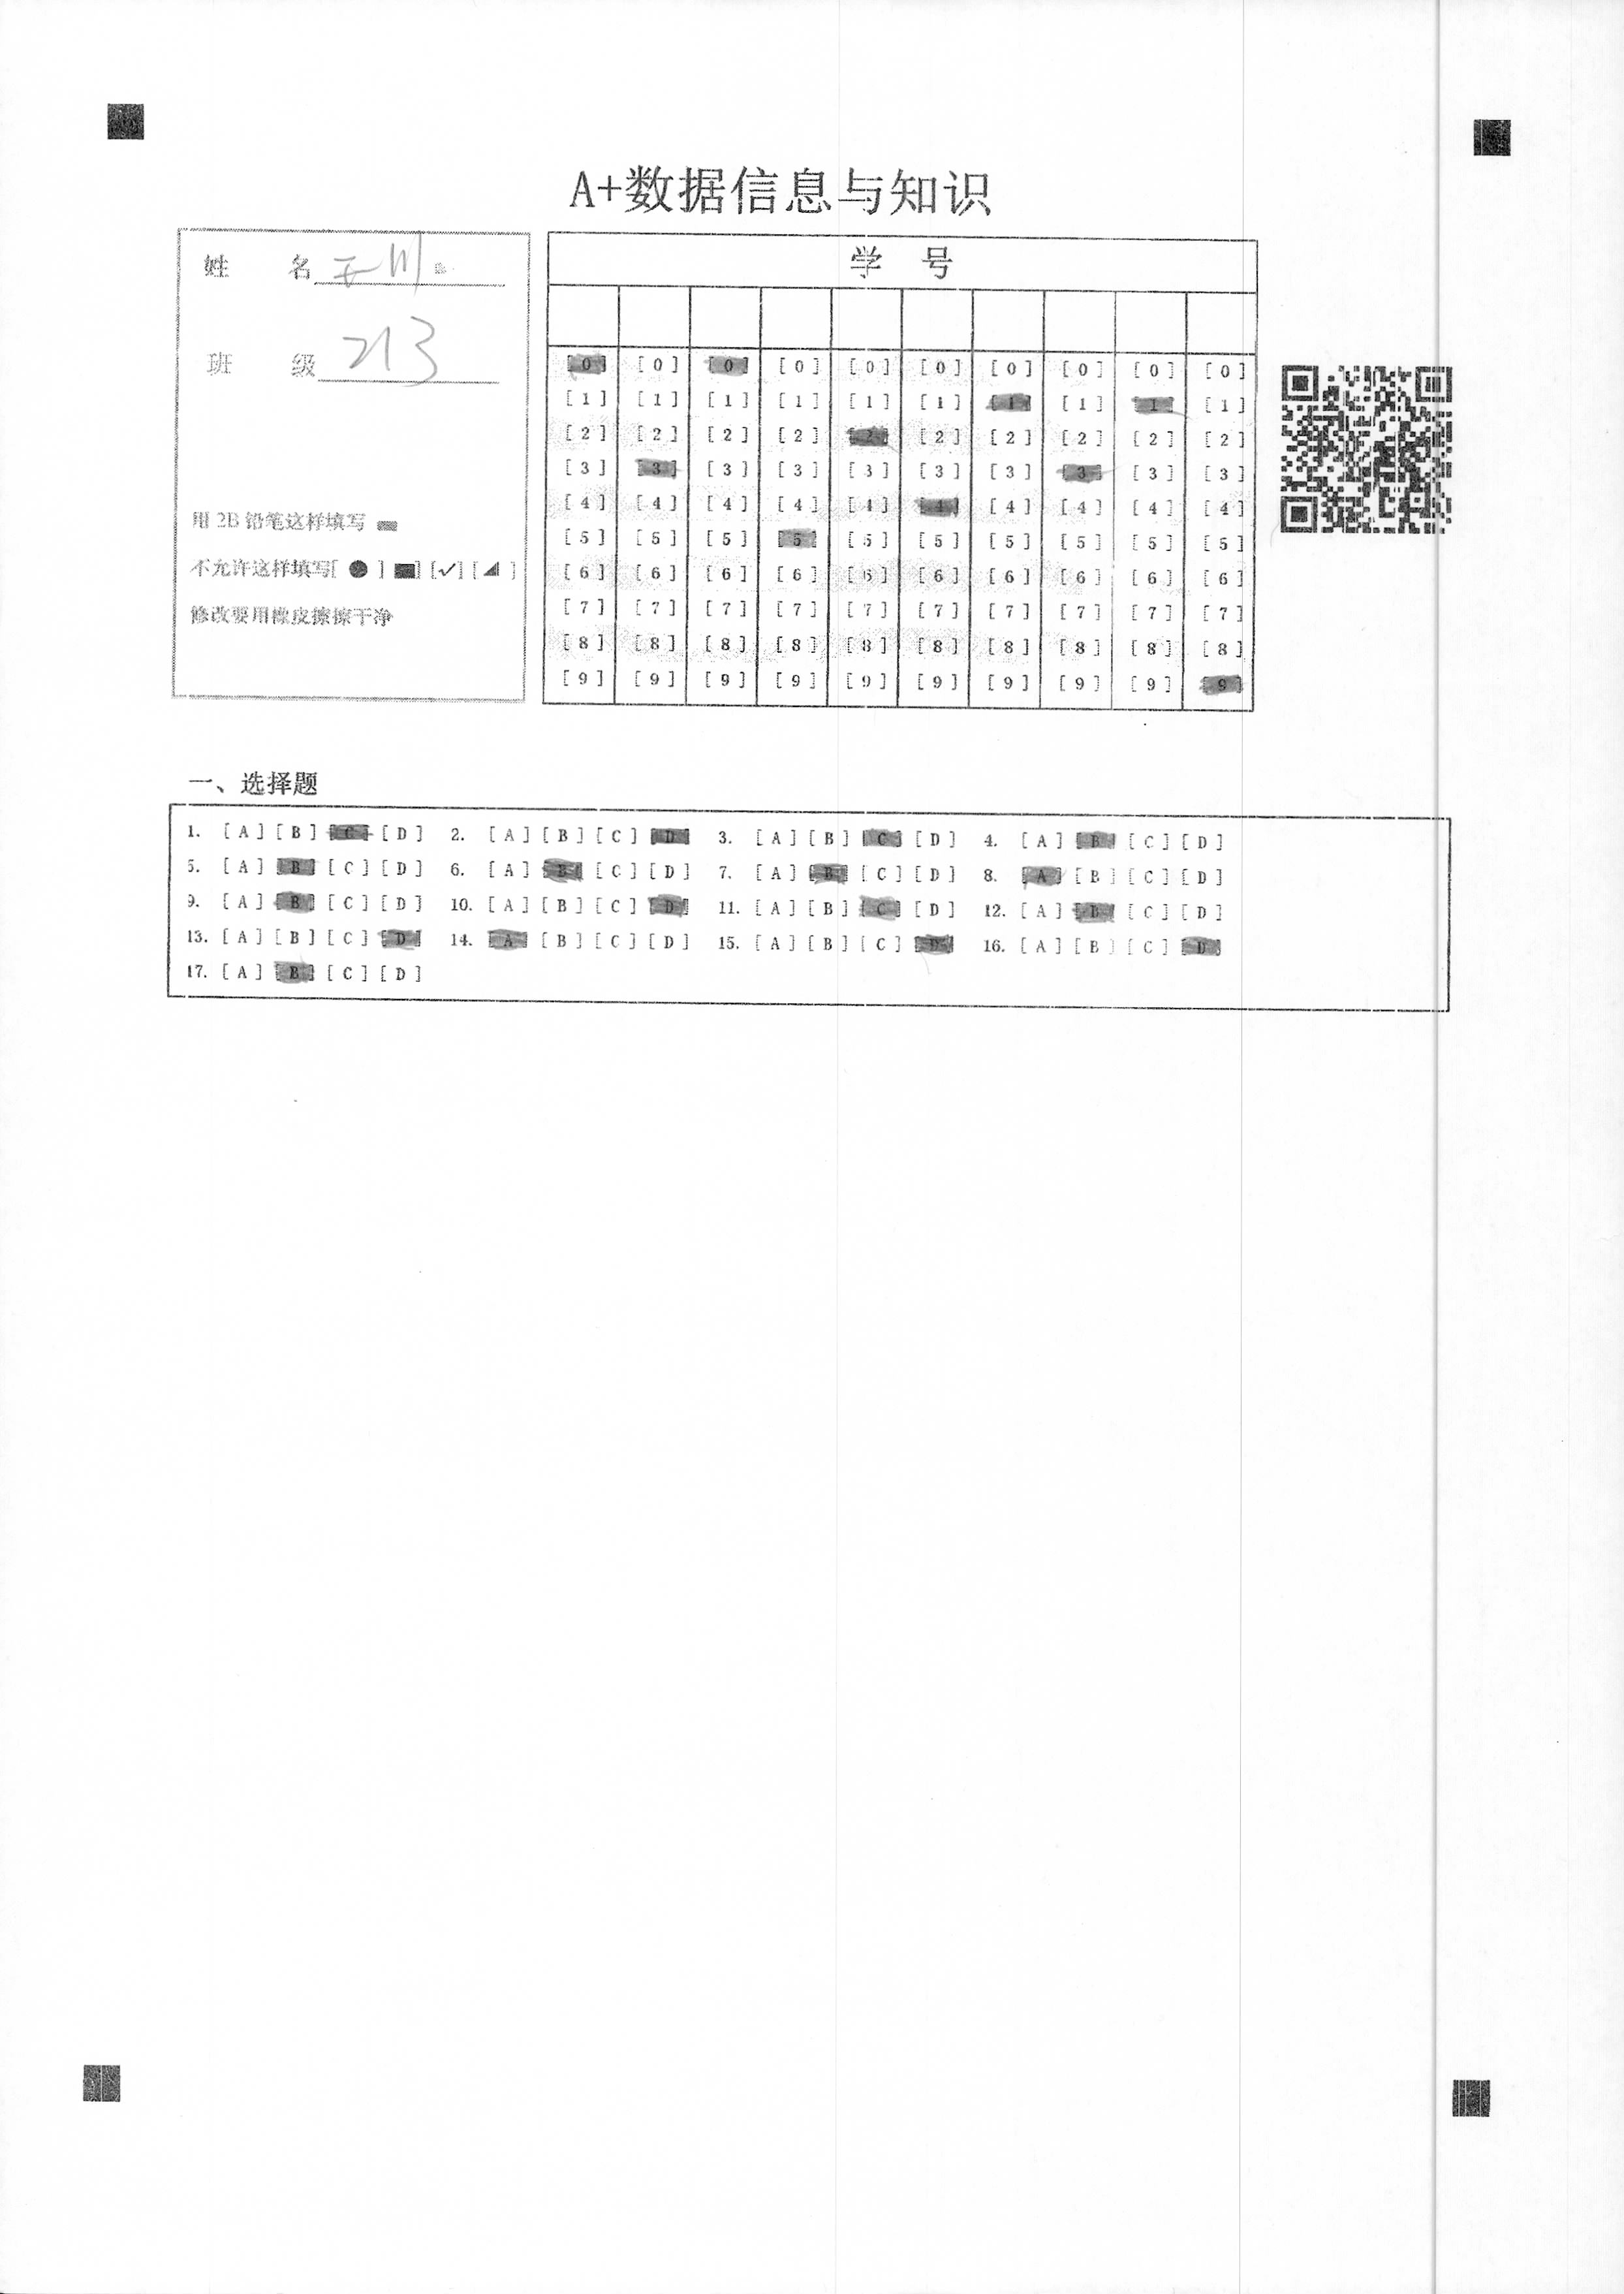 A+数据信息与知识
姓 名
班 级 213
用 2B 铅笔这样填写
不允许这样填写[ ● ] [■] [✓] [ ◢ ]
修改要用橡皮擦擦干净
学 号
[0] [0] [0] [0] [0] [0] [0] [0] [0] [0]
[1] [1] [1] [1] [1] [1] [1] [1] [1] [1]
[2] [2] [2] [2] [2] [2] [2] [2] [2] [2]
[3] [3] [3] [3] [3] [3] [3] [3] [3] [3]
[4] [4] [4] [4] [4] [4] [4] [4] [4] [4]
[5] [5] [5] [5] [5] [5] [5] [5] [5] [5]
[6] [6] [6] [6] [6] [6] [6] [6] [6] [6]
[7] [7] [7] [7] [7] [7] [7] [7] [7] [7]
[8] [8] [8] [8] [8] [8] [8] [8] [8] [8]
[9] [9] [9] [9] [9] [9] [9] [9] [9] [9]
一、选择题
1. [A] [B] [C] [D] 2. [A] [B] [C] [D] 3. [A] [B] [C] [D] 4. [A] [B] [C] [D]
5. [A] [B] [C] [D] 6. [A] [B] [C] [D] 7. [A] [B] [C] [D] 8. [A] [B] [C] [D]
9. [A] [B] [C] [D] 10. [A] [B] [C] [D] 11. [A] [B] [C] [D] 12. [A] [B] [C] [D]
13. [A] [B] [C] [D] 14. [A] [B] [C] [D] 15. [A] [B] [C] [D] 16. [A] [B] [C] [D]
17. [A] [B] [C] [D]